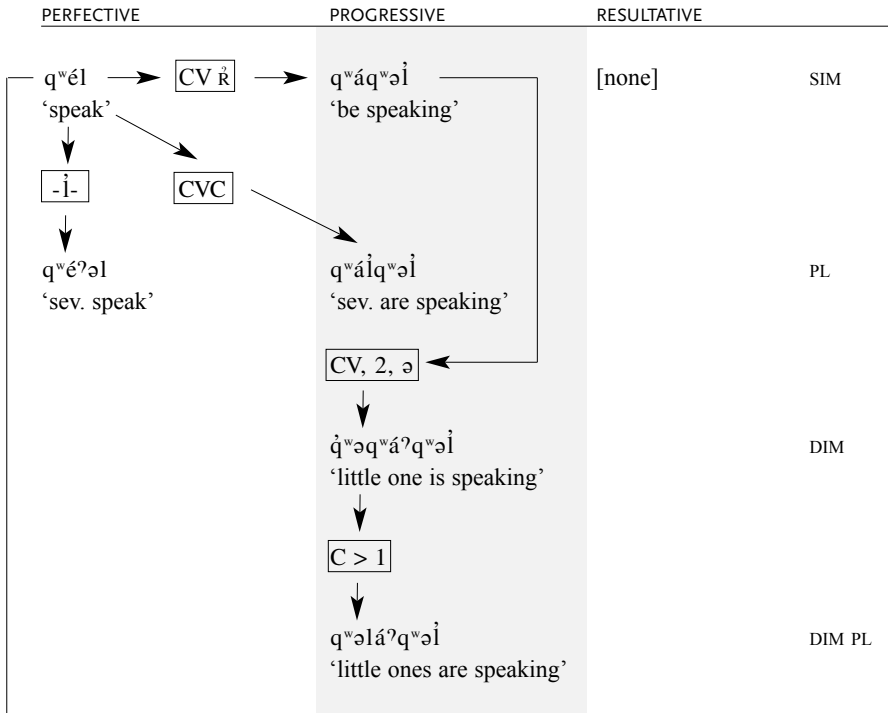 PERFECTIVE PROGRESSIVE RESULTATIVE
qʷél CV R̓ qʷáqʷəl̓ [none] SIM
‘speak’ ‘be speaking’
-l̓- CVC
qʷéˀəl qʷál̓qʷəl̓ PL
‘sev. speak’ ‘sev. are speaking’
CV, 2, ə
q̓ʷəqʷáˀqʷəl̓ DIM
‘little one is speaking’
C > 1
qʷəláˀqʷəl̓ DIM PL
‘little ones are speaking’